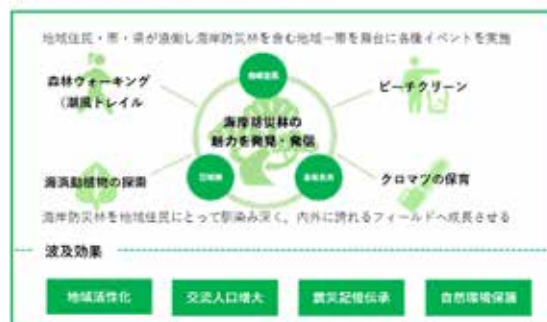 地域住民・市・県が協働し海岸防災林を含む地域一帯を舞台に各種イベントを実施
地域住民
森林ウォーキング
(潮風トレイル
ビーチクリーン
海岸防災林の
魅力を発見・発信
海浜動植物の探索
クロマツの保育
海岸防災林を地域住民にとって馴染み深く、内外に誇れるフィールドへ成長させる
波及効果
地域活性化
交流人口増大
震災記憶伝承
自然環境保護